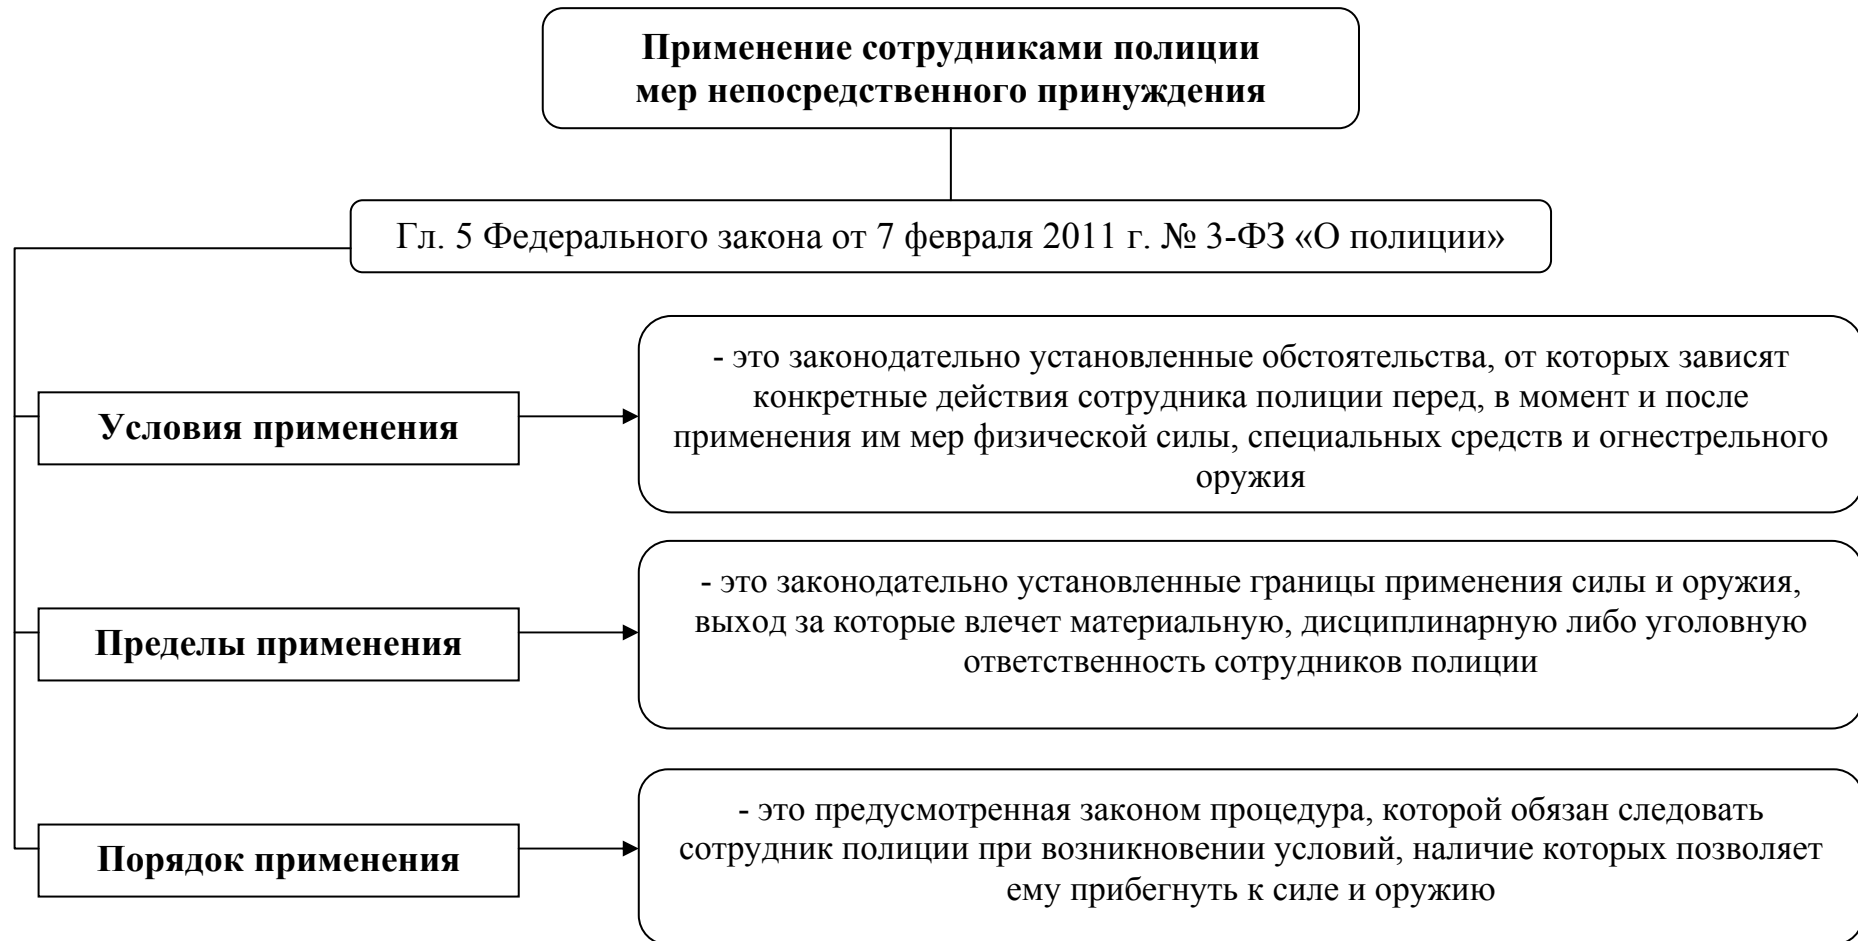 Применение сотрудниками полиции
мер непосредственного принуждения
Гл. 5 Федерального закона от 7 февраля 2011 г. № 3-ФЗ «О полиции»
Условия применения
- это законодательно установленные обстоятельства, от которых зависят
конкретные действия сотрудника полиции перед, в момент и после
применения им мер физической силы, специальных средств и огнестрельного
оружия
Пределы применения
- это законодательно установленные границы применения силы и оружия,
выход за которые влечет материальную, дисциплинарную либо уголовную
ответственность сотрудников полиции
Порядок применения
- это предусмотренная законом процедура, которой обязан следовать
сотрудник полиции при возникновении условий, наличие которых позволяет
ему прибегнуть к силе и оружию